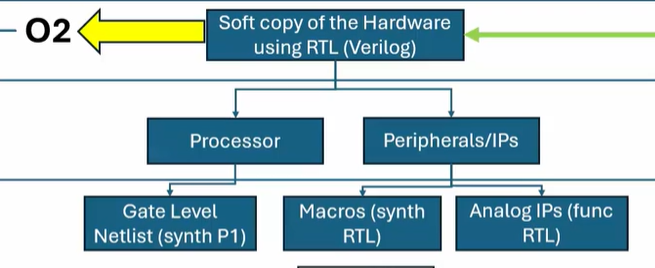 O2
Soft copy of the Hardware
using RTL (Verilog)
Processor
Peripherals/IPs
Gate Level
Netlist (synth P1)
Macros (synth
RTL)
Analog IPs (func
RTL)